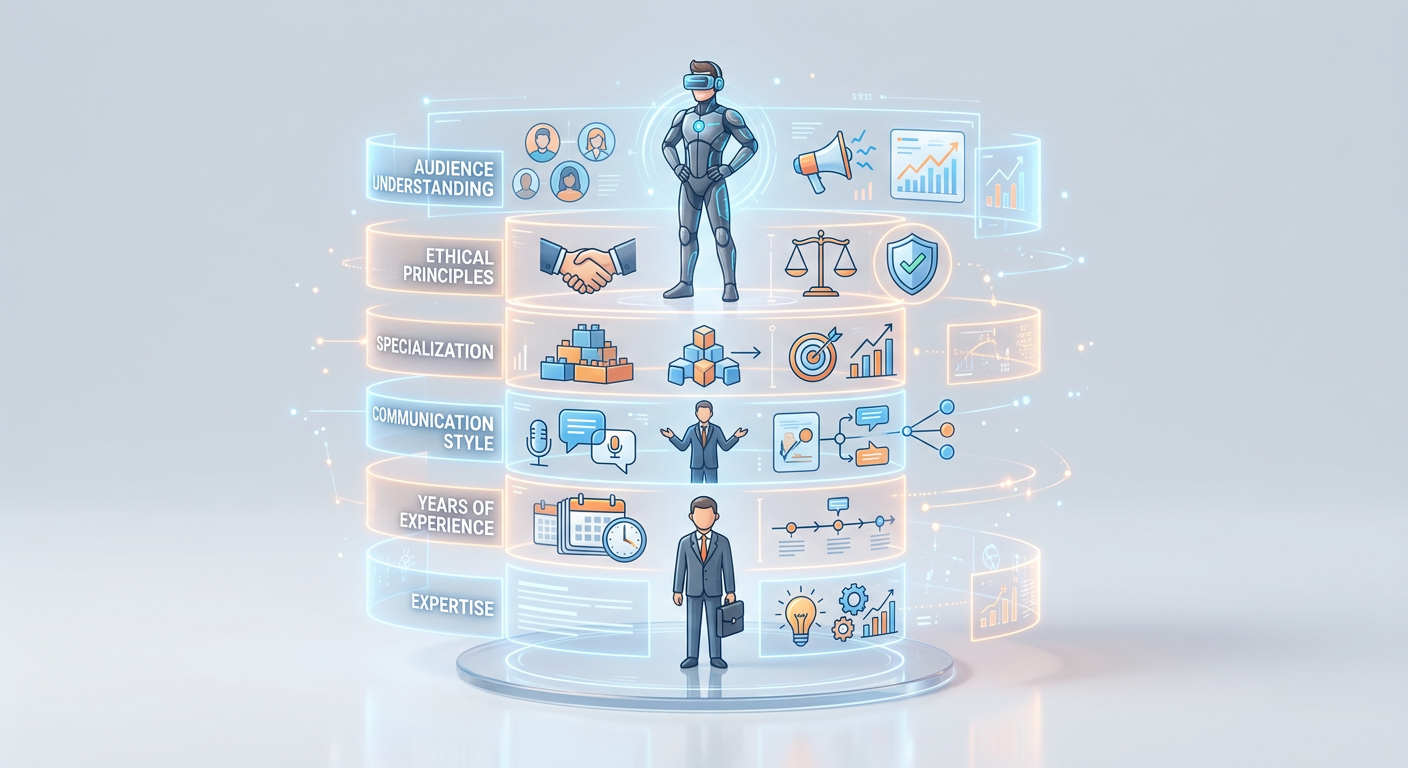 AUDIENCE
UNDERSTANDING
ETHICAL
PRINCIPLES
SPECIALIZATION
COMMUNICATION
STYLE
YEARS OF
EXPERIENCE
EXPERTISE